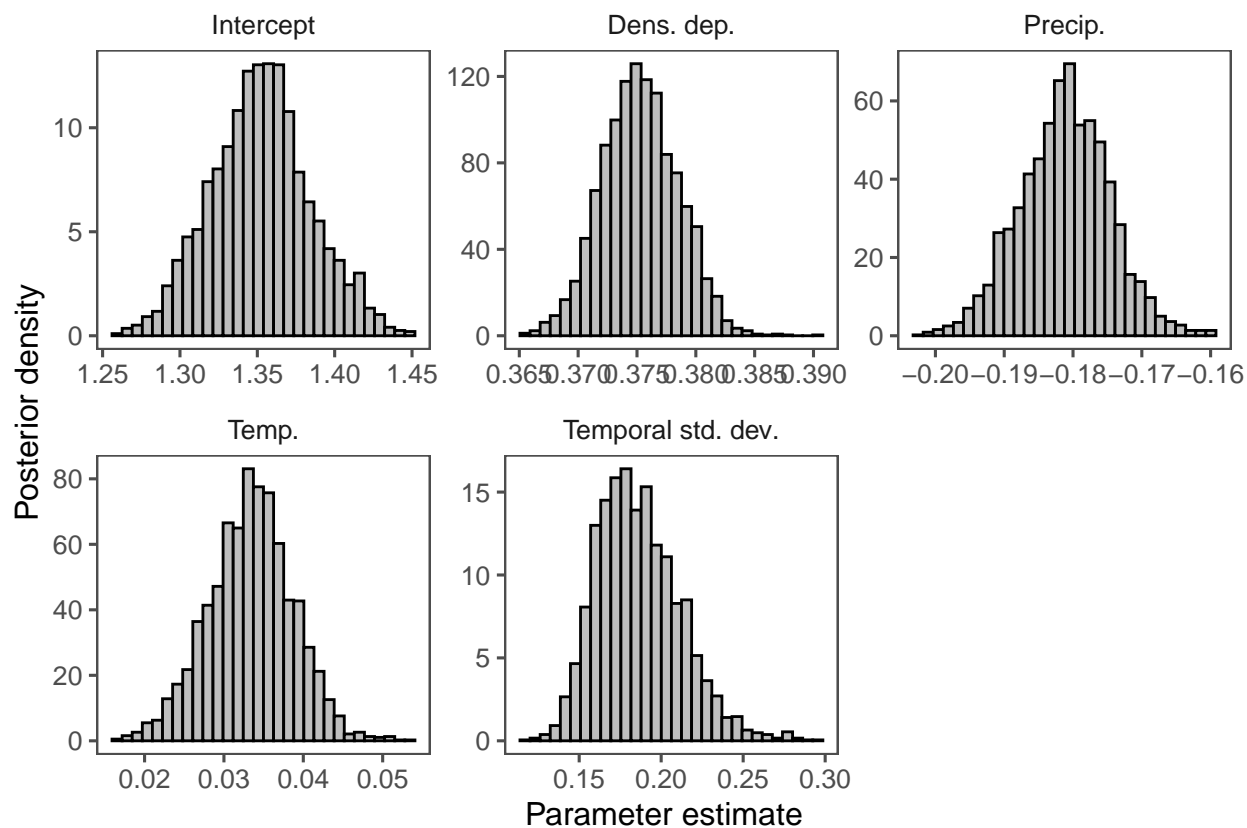 Intercept
Dens. dep.
Precip.
10
5
0
1.25 1.30 1.35 1.40 1.45
120
80
40
0
0.365 0.370 0.375 0.380 0.385 0.390
60
40
20
0
−0.20 −0.19 −0.18 −0.17 −0.16
Posterior density
Temp.
Temporal std. dev.
80
60
40
20
0
0.02 0.03 0.04 0.05
15
10
5
0
0.15 0.20 0.25 0.30
Parameter estimate